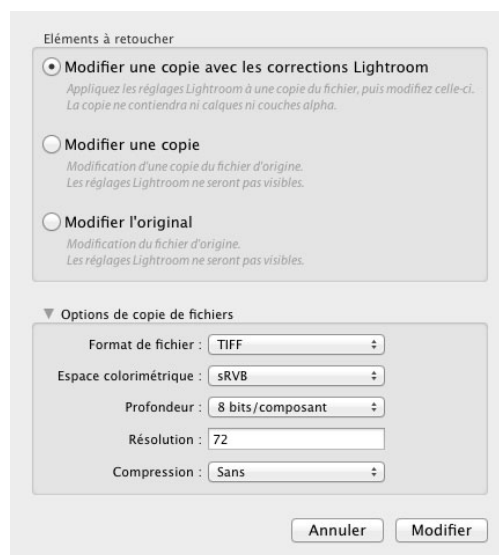 Eléments à retoucher
Modifier une copie avec les corrections Lightroom
Appliquez les réglages Lightroom à une copie du fichier, puis modifiez celle-ci.
La copie ne contiendra ni calques ni couches alpha.
Modifier une copie
Modification d'une copie du fichier d'origine.
Les réglages Lightroom ne seront pas visibles.
Modifier l'original
Modification du fichier d'origine.
Les réglages Lightroom ne seront pas visibles.
Options de copie de fichiers
Format de fichier : TIFF
Espace colorimétrique : sRVB
Profondeur : 8 bits/composant
Résolution : 72
Compression : Sans
Annuler Modifier